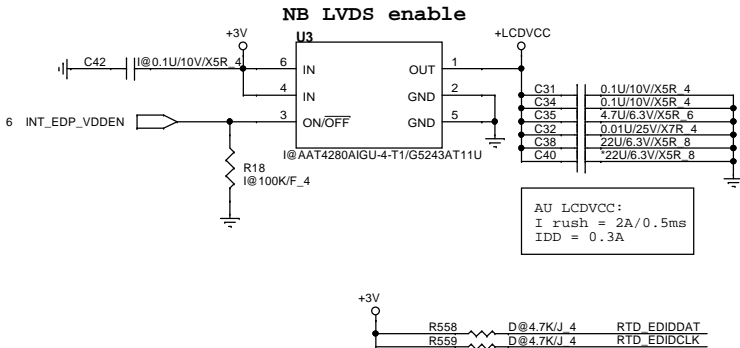 NB LVDS enable
+3V
U3
+LCDVCC
C42
I@0.1U/10V/X5R_4
6 IN OUT 1
4 IN GND 2
6 INT_EDP_VDDEN
3 ON/OFF GND 5
I@AAT4280AIGU-4-T1/G5243AT11U
R18
I@100K/F_4
C31 0.1U/10V/X5R_4
C34 0.1U/10V/X5R_4
C35 4.7U/6.3V/X5R_6
C32 0.01U/25V/X7R_4
C38 22U/6.3V/X5R_8
C40 *22U/6.3V/X5R_8
AU LCDVCC:
I rush = 2A/0.5ms
IDD = 0.3A
+3V
R558 D@4.7K/J_4 RTD_EDIDDAT
R559 D@4.7K/J_4 RTD_EDIDCLK